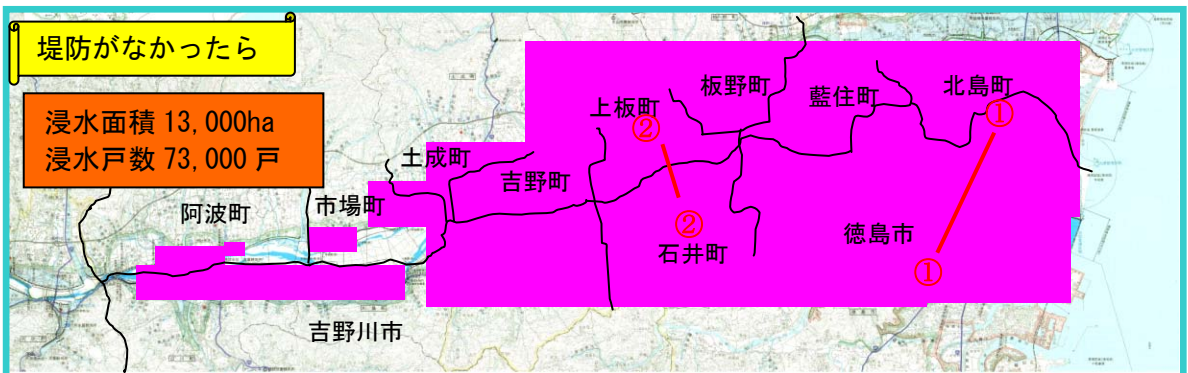 堤防がなかったら
浸水面積 13,000ha
浸水戸数 73,000 戸
板野町
藍住町
北島町
上板町
①
②
土成町
吉野町
市場町
阿波町
②
徳島市
石井町
①
吉野川市